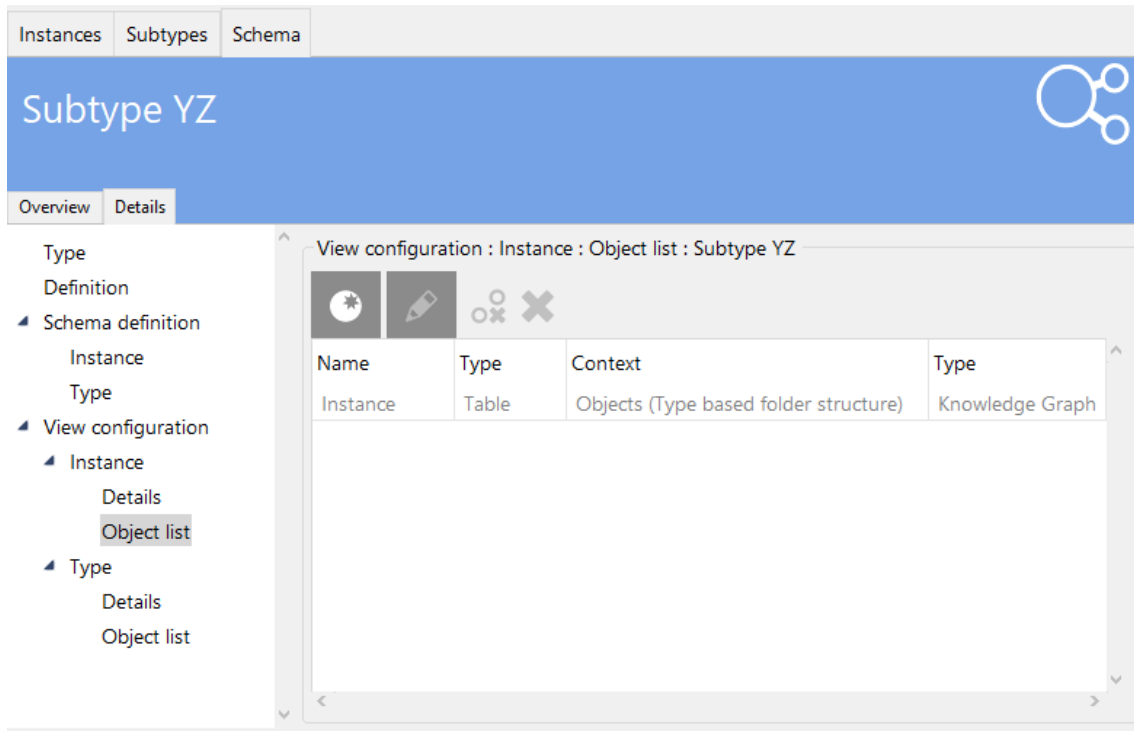 Instances Subtypes Schema
Subtype YZ
Overview Details
Type
Definition
Schema definition
Instance
Type
View configuration
Instance
Details
Object list
Type
Details
Object list
View configuration : Instance : Object list : Subtype YZ
Name Type Context Type
Instance Table Objects (Type based folder structure) Knowledge Graph